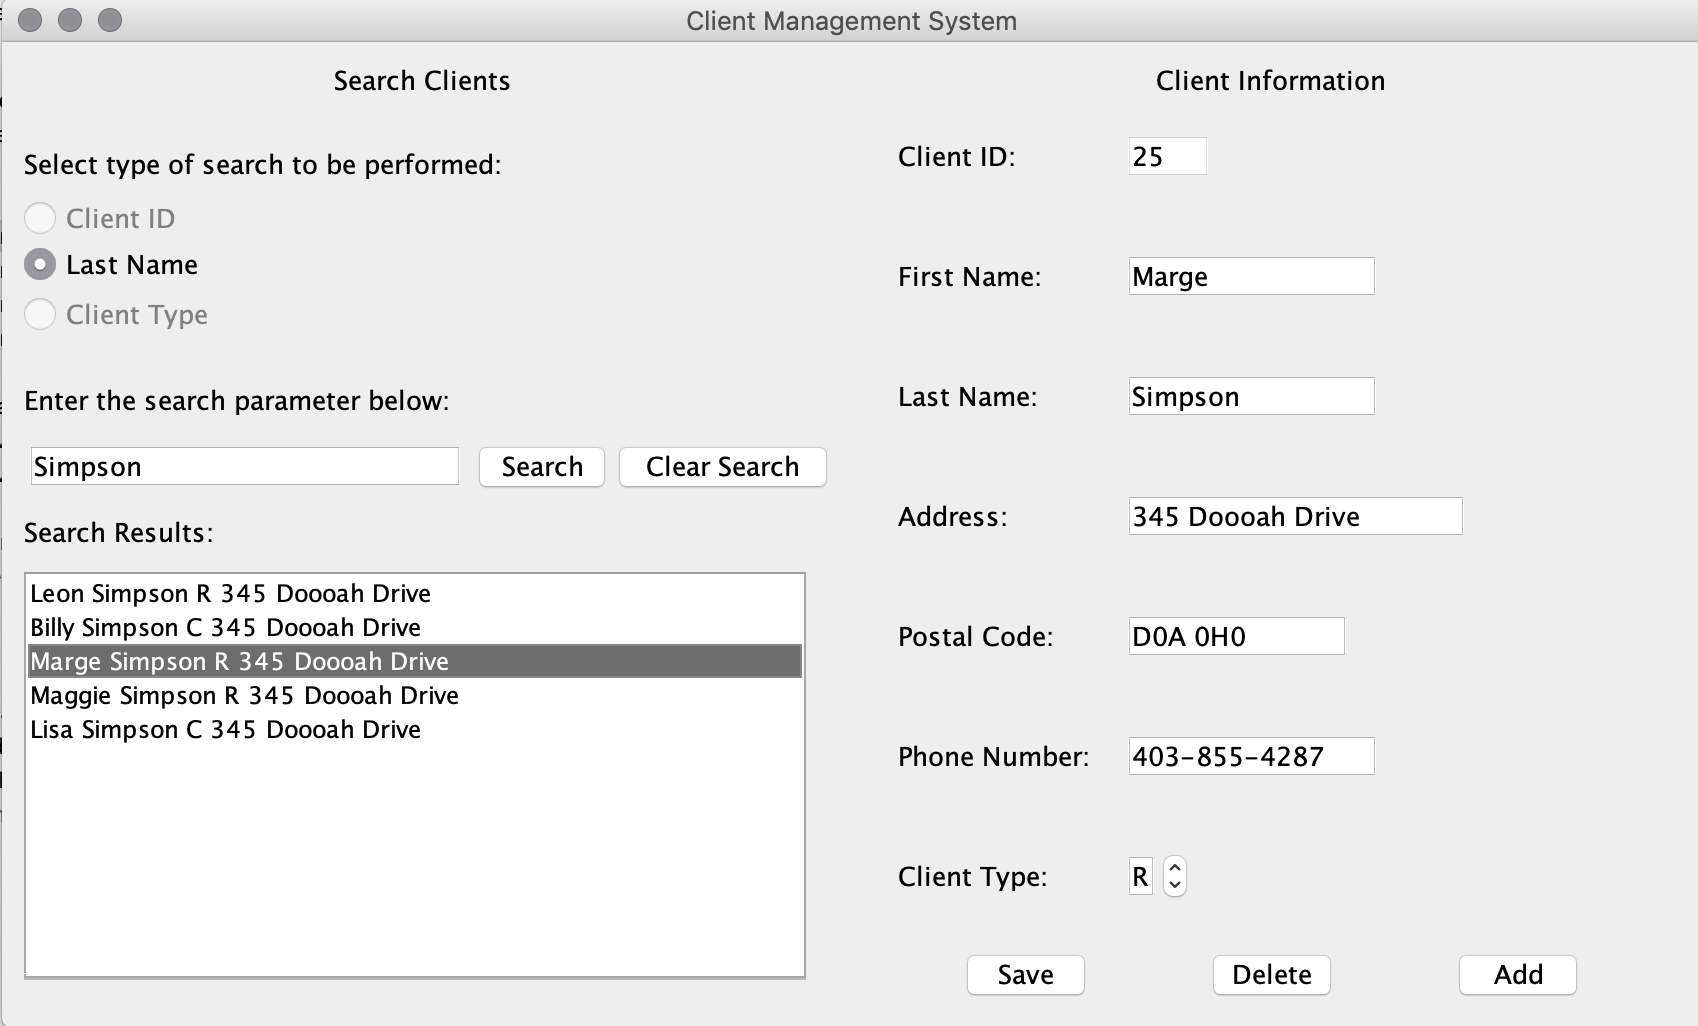 Client Management System
Search Clients
Select type of search to be performed:
Client ID
Last Name
Client Type
Enter the search parameter below:
Simpson Search Clear Search
Search Results:
Leon Simpson R 345 Doooah Drive
Billy Simpson C 345 Doooah Drive
Marge Simpson R 345 Doooah Drive
Maggie Simpson R 345 Doooah Drive
Lisa Simpson C 345 Doooah Drive
Client Information
Client ID: 25
First Name: Marge
Last Name: Simpson
Address: 345 Doooah Drive
Postal Code: D0A 0H0
Phone Number: 403-855-4287
Client Type: R
Save Delete Add